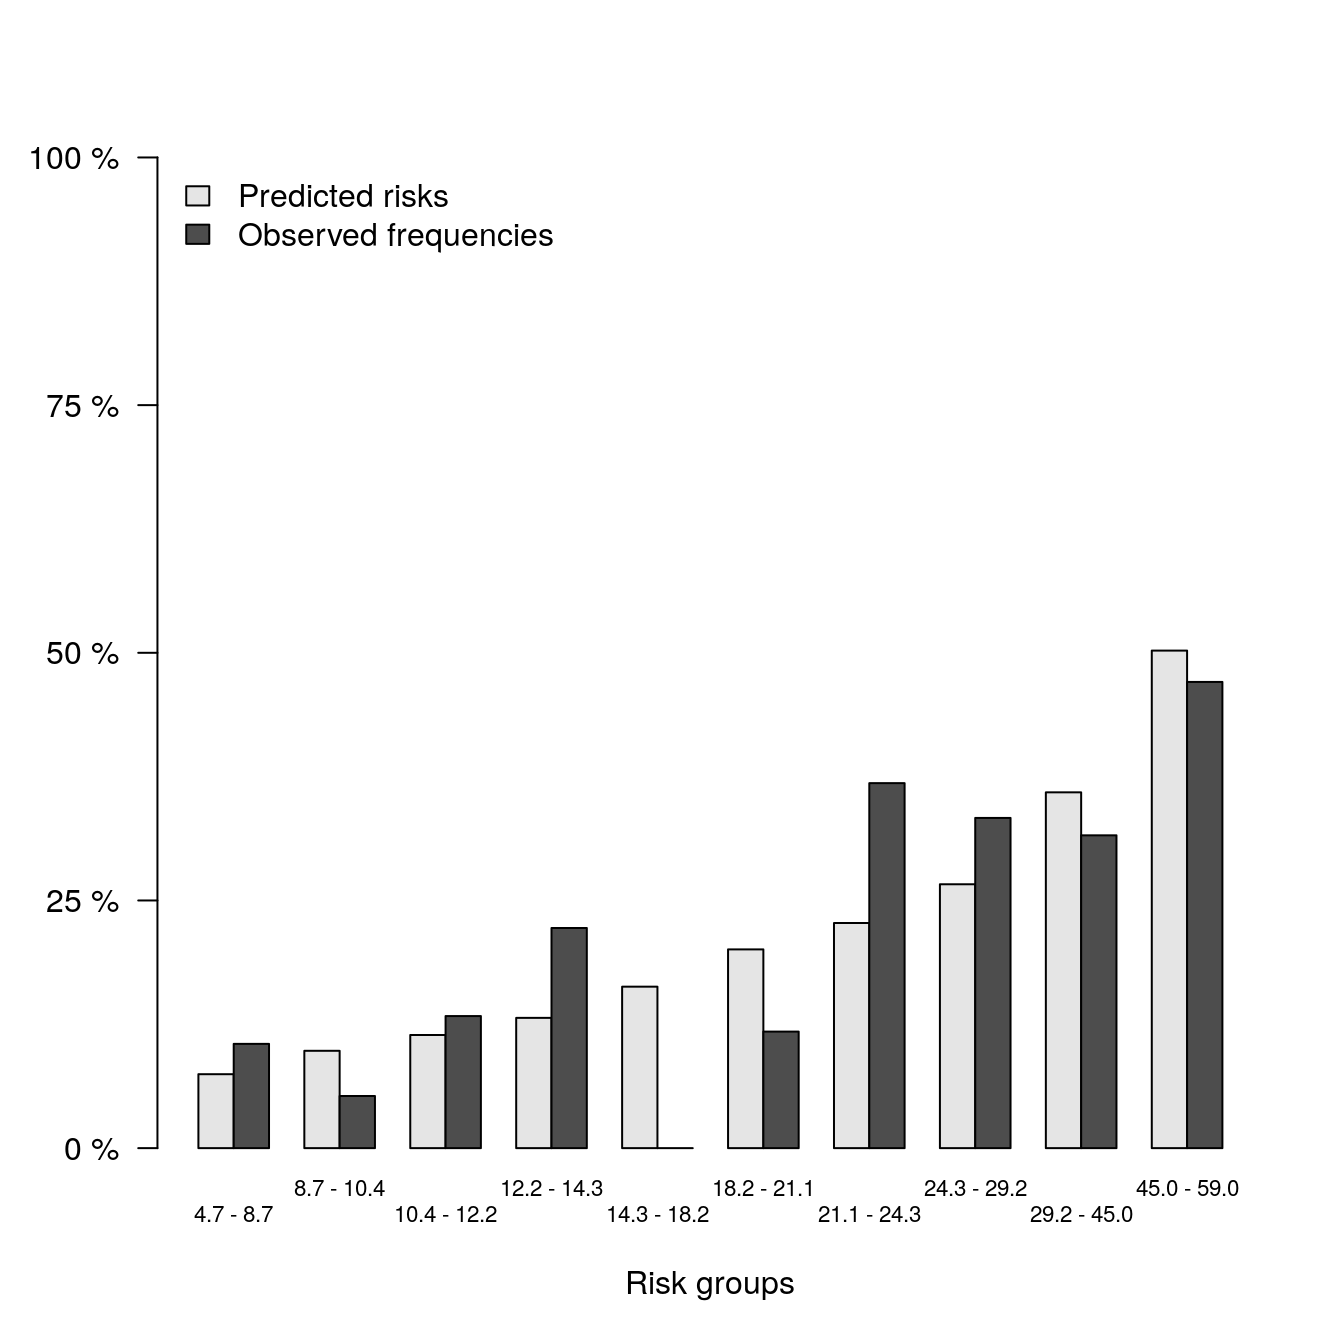 100 %
Predicted risks
Observed frequencies
75 %
50 %
25 %
0 %
8.7 - 10.4
12.2 - 14.3
18.2 - 21.1
24.3 - 29.2
45.0 - 59.0
4.7 - 8.7
10.4 - 12.2
14.3 - 18.2
21.1 - 24.3
29.2 - 45.0
Risk groups